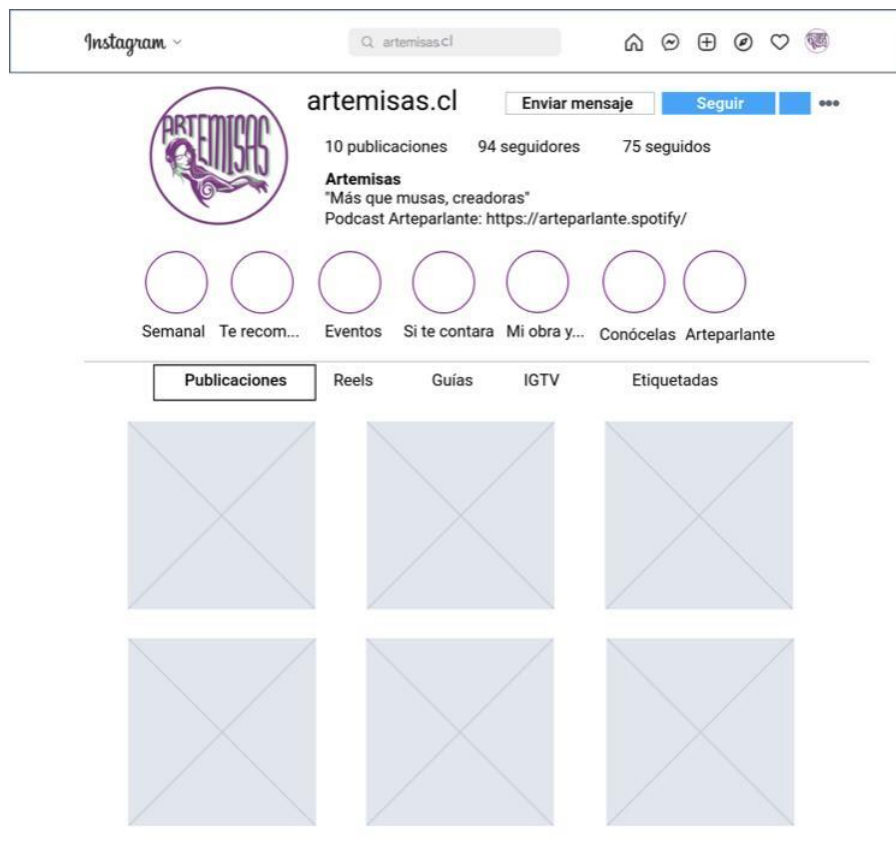 Instagram
artemisas.cl
ARTEMISAS
artemisas.cl Enviar mensaje Seguir
10 publicaciones 94 seguidores 75 seguidos
Artemisas
"Más que musas, creadoras"
Podcast Arteparlante: https://arteparlante.spotify/
Semanal Te recom... Eventos Si te contara Mi obra y... Conócelas Arteparlante
Publicaciones Reels Guías IGTV Etiquetadas